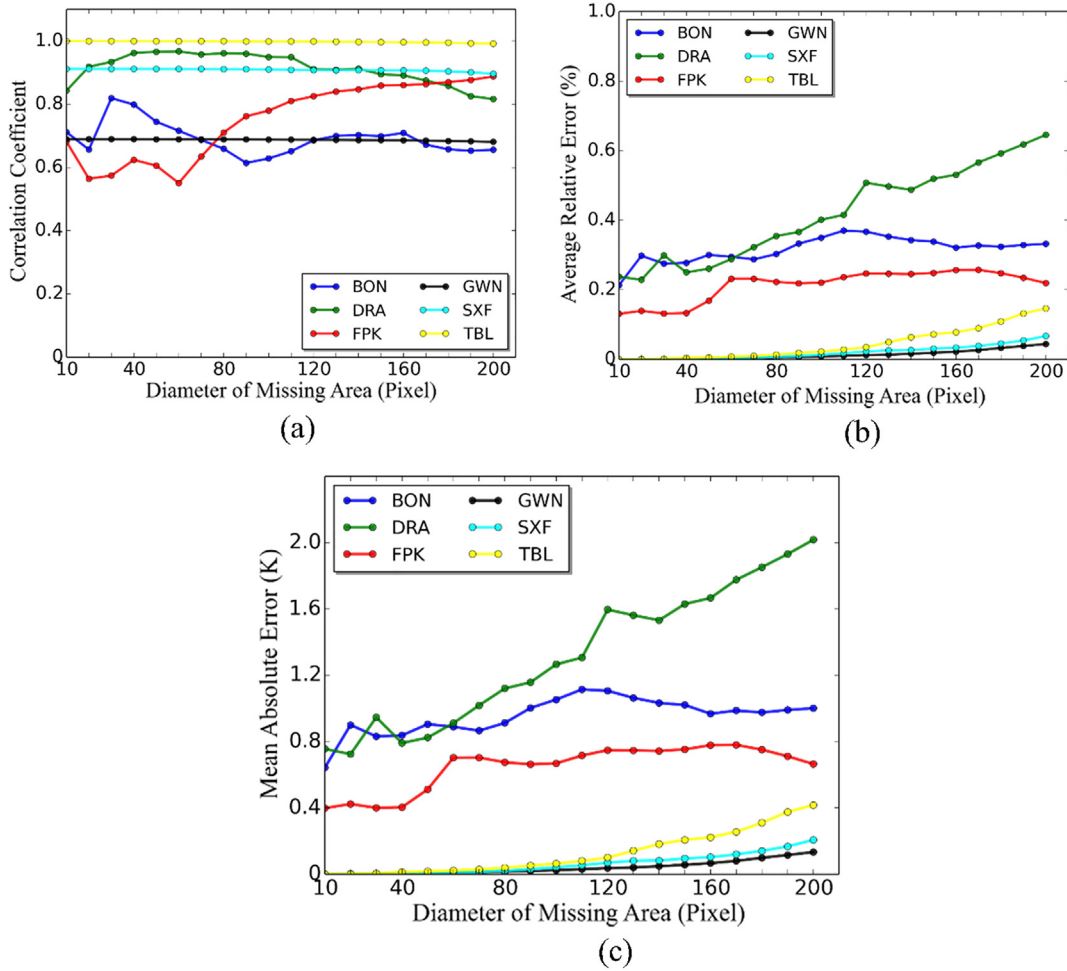 1.0
0.8
0.6
0.4
0.2
0
Correlation Coefficient
BON GWN
DRA SXF
FPK TBL
10 40 80 120 160 200
Diameter of Missing Area (Pixel)
(a)
1.0
0.8
0.6
0.4
0.2
0
Average Relative Error (%)
BON GWN
DRA SXF
FPK TBL
10 40 80 120 160 200
Diameter of Missing Area (Pixel)
(b)
2.0
1.6
1.2
0.8
0.4
0
Mean Absolute Error (K)
BON GWN
DRA SXF
FPK TBL
10 40 80 120 160 200
Diameter of Missing Area (Pixel)
(c)